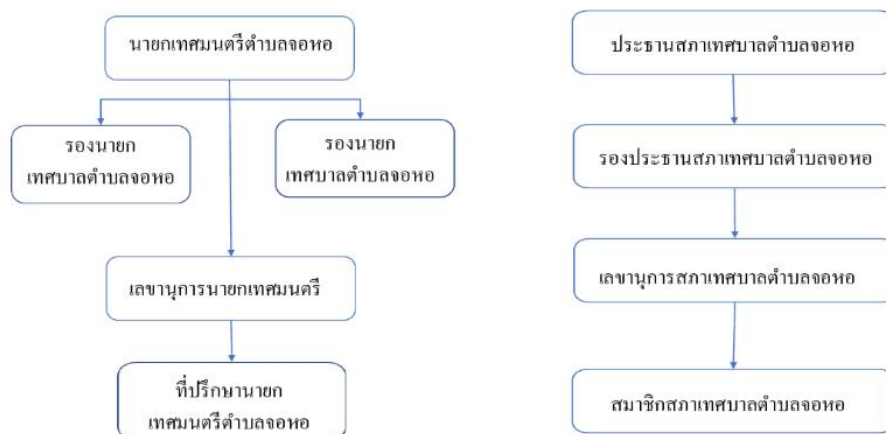 นายกเทศมนตรีตำบลจอหอ
รองนายก
เทศบาลตำบลจอหอ
รองนายก
เทศบาลตำบลจอหอ
เลขานุการนายกเทศมนตรี
ที่ปรึกษานายก
เทศมนตรีตำบลจอหอ
ประธานสภาเทศบาลตำบลจอหอ
รองประธานสภาเทศบาลตำบลจอหอ
เลขานุการสภาเทศบาลตำบลจอหอ
สมาชิกสภาเทศบาลตำบลจอหอ